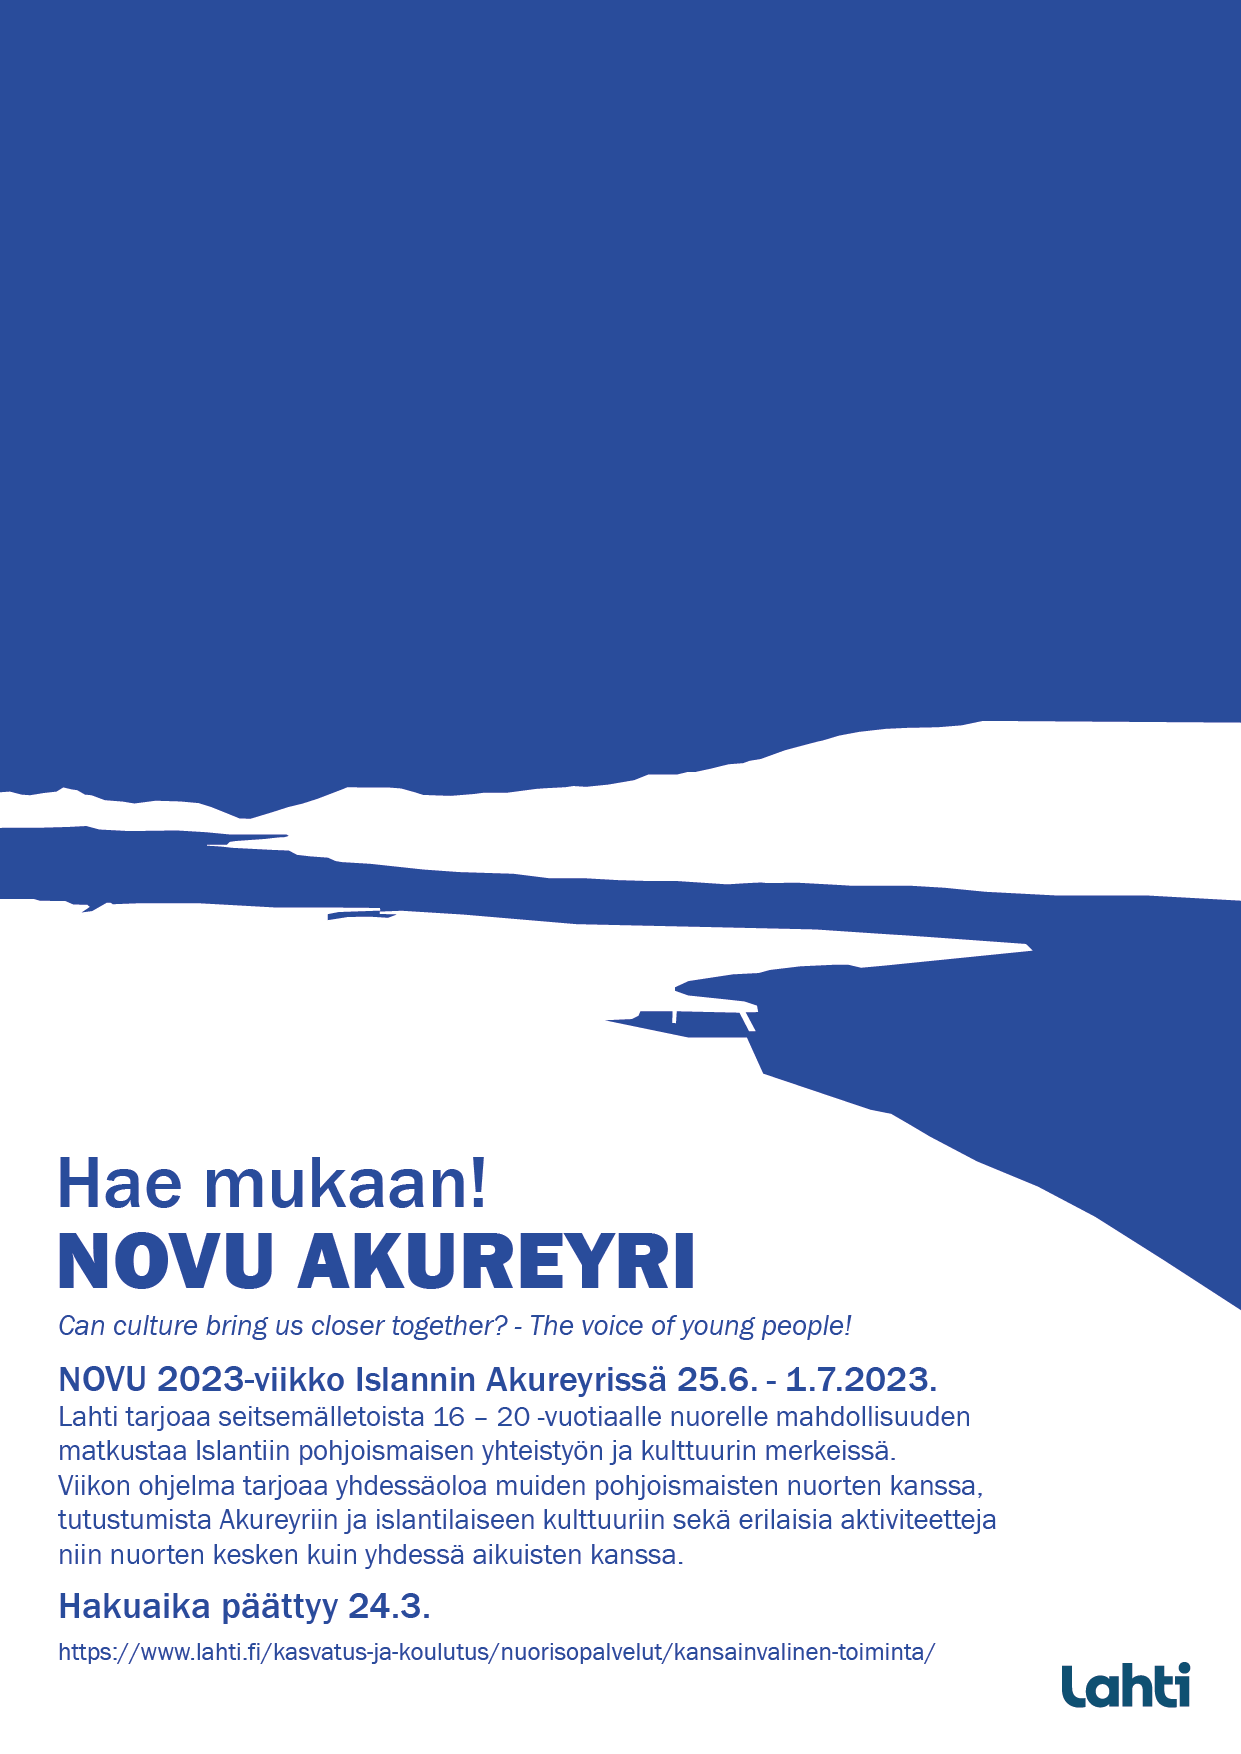 Hae mukaan!
NOVU AKUREYRI
Can culture bring us closer together? - The voice of young people!
NOVU 2023-viikko Islannin Akureyrissä 25.6. - 1.7.2023.
Lahti tarjoaa seitsemälletoista 16 – 20 -vuotiaalle nuorelle mahdollisuuden
matkustaa Islantiin pohjoismaisen yhteistyön ja kulttuurin merkeissä.
Viikon ohjelma tarjoaa yhdessäoloa muiden pohjoismaisten nuorten kanssa,
tutustumista Akureyriin ja islantilaiseen kulttuuriin sekä erilaisia aktiviteetteja
niin nuorten kesken kuin yhdessä aikuisten kanssa.
Hakuaika päättyy 24.3.
https://www.lahti.fi/kasvatus-ja-koulutus/nuorisopalvelut/kansainvalinen-toiminta/
Lahti